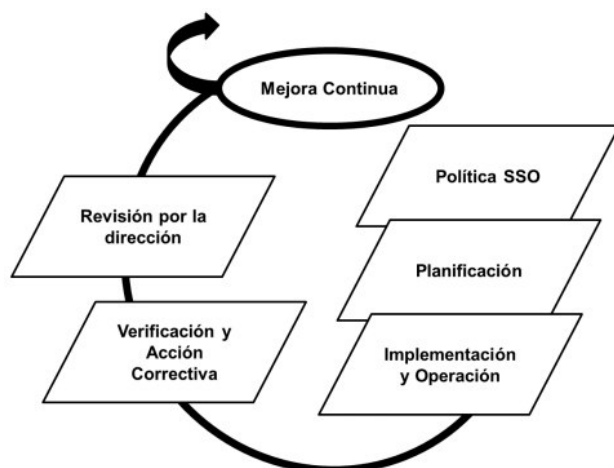 Mejora Continua
Política SSO
Planificación
Implementación
y Operación
Verificación y
Acción
Correctiva
Revisión por la
dirección